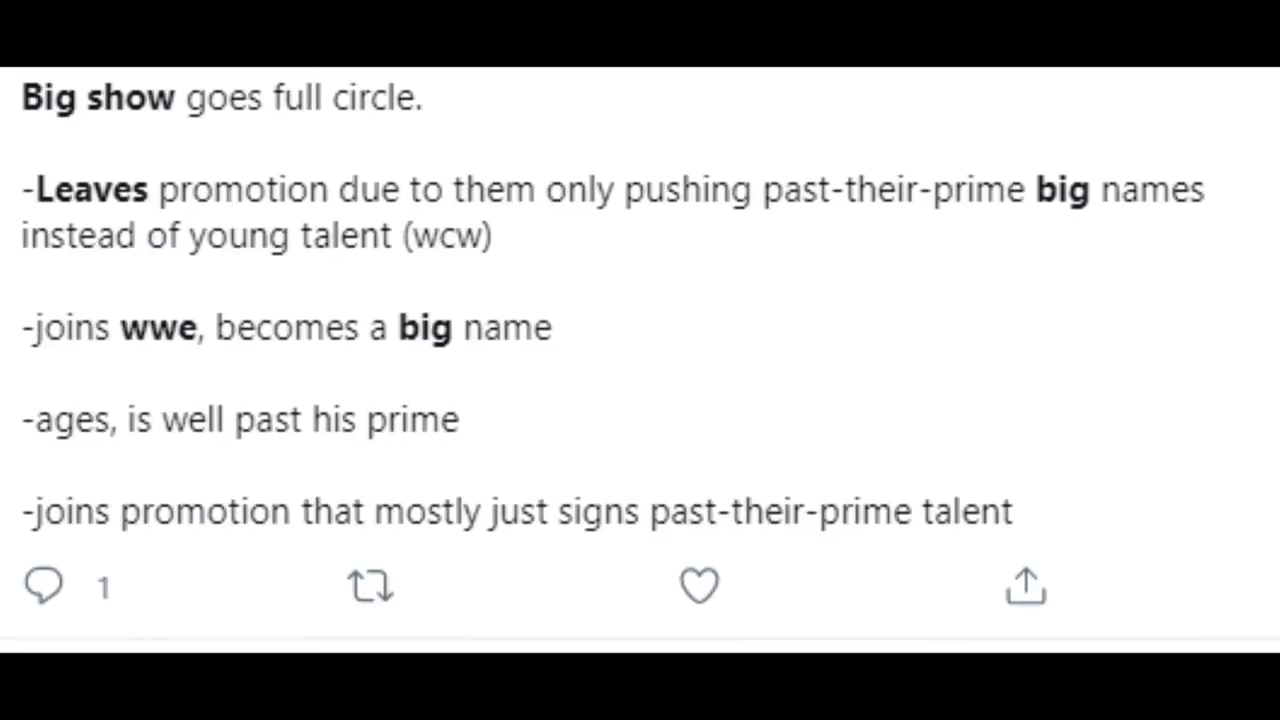 Big show goes full circle.
-Leaves promotion due to them only pushing past-their-prime big names
instead of young talent (wcw)
-joins wwe, becomes a big name
-ages, is well past his prime
-joins promotion that mostly just signs past-their-prime talent
1